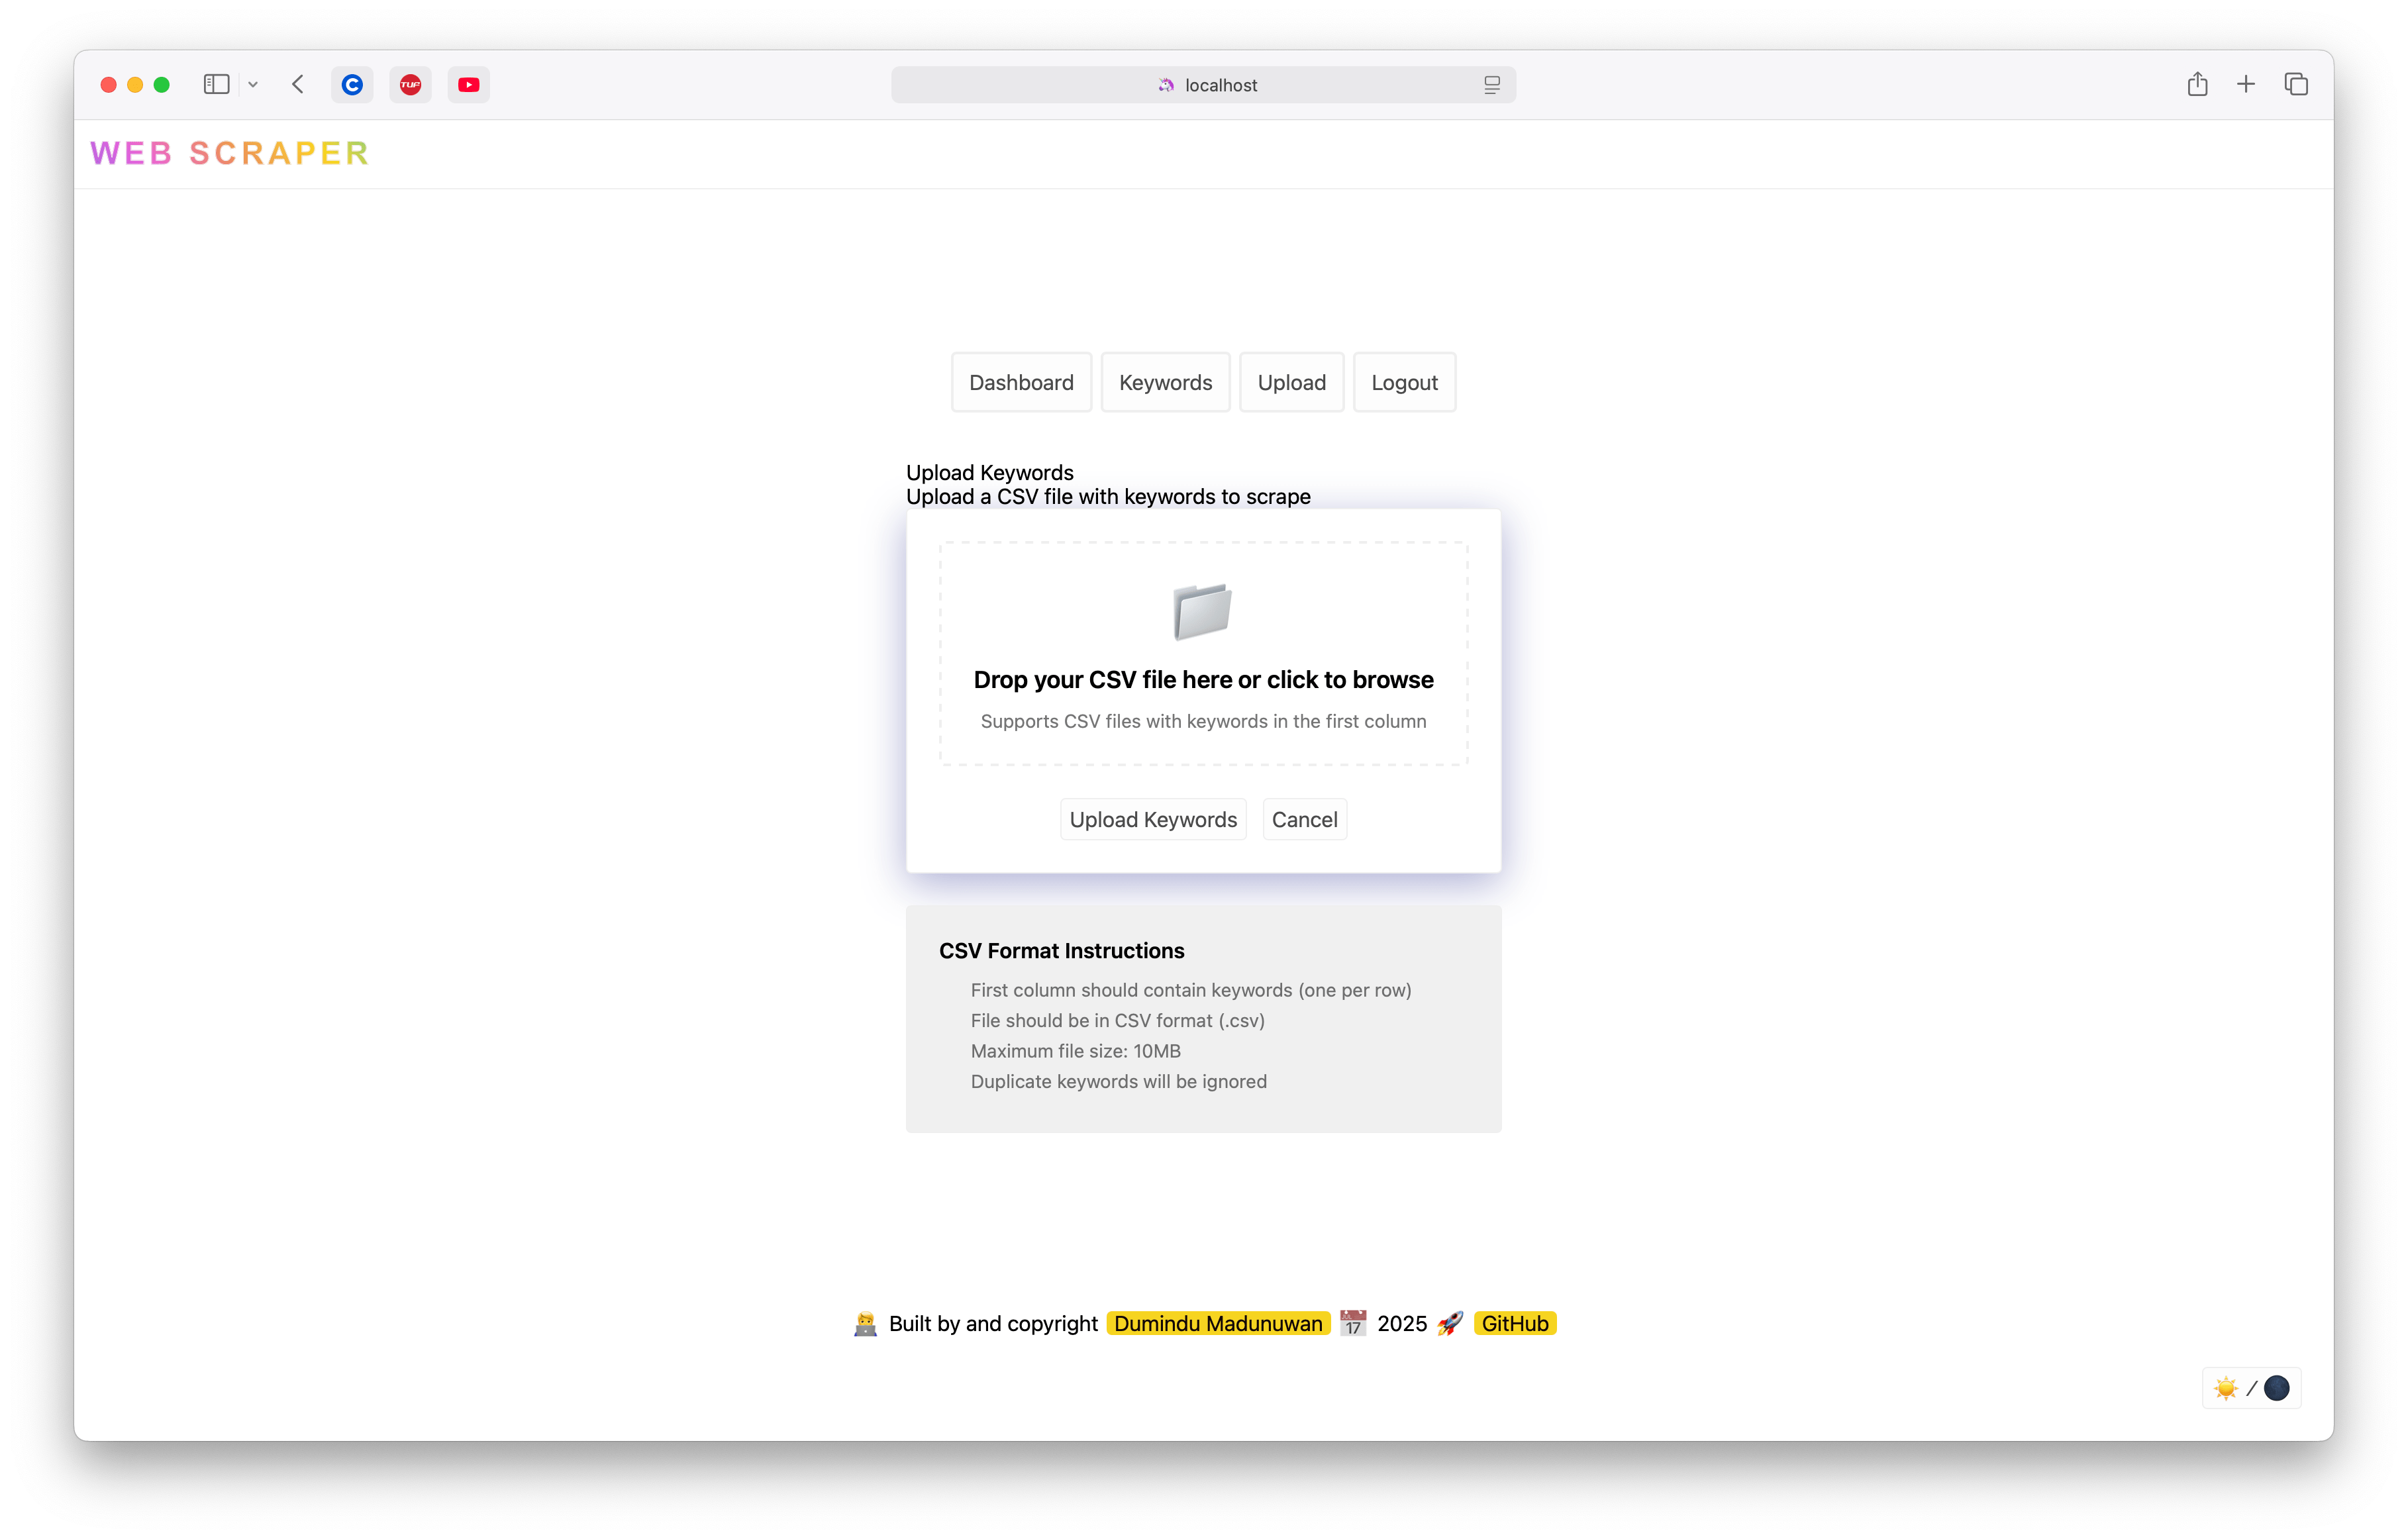 localhost
WEB SCRAPER
Dashboard Keywords Upload Logout
Upload Keywords
Upload a CSV file with keywords to scrape
Drop your CSV file here or click to browse
Supports CSV files with keywords in the first column
Upload Keywords Cancel
CSV Format Instructions
First column should contain keywords (one per row)
File should be in CSV format (.csv)
Maximum file size: 10MB
Duplicate keywords will be ignored
👨‍💻 Built by and copyright Dumindu Madunuwan 📅 2025 🚀 GitHub
☀️ / 🌑